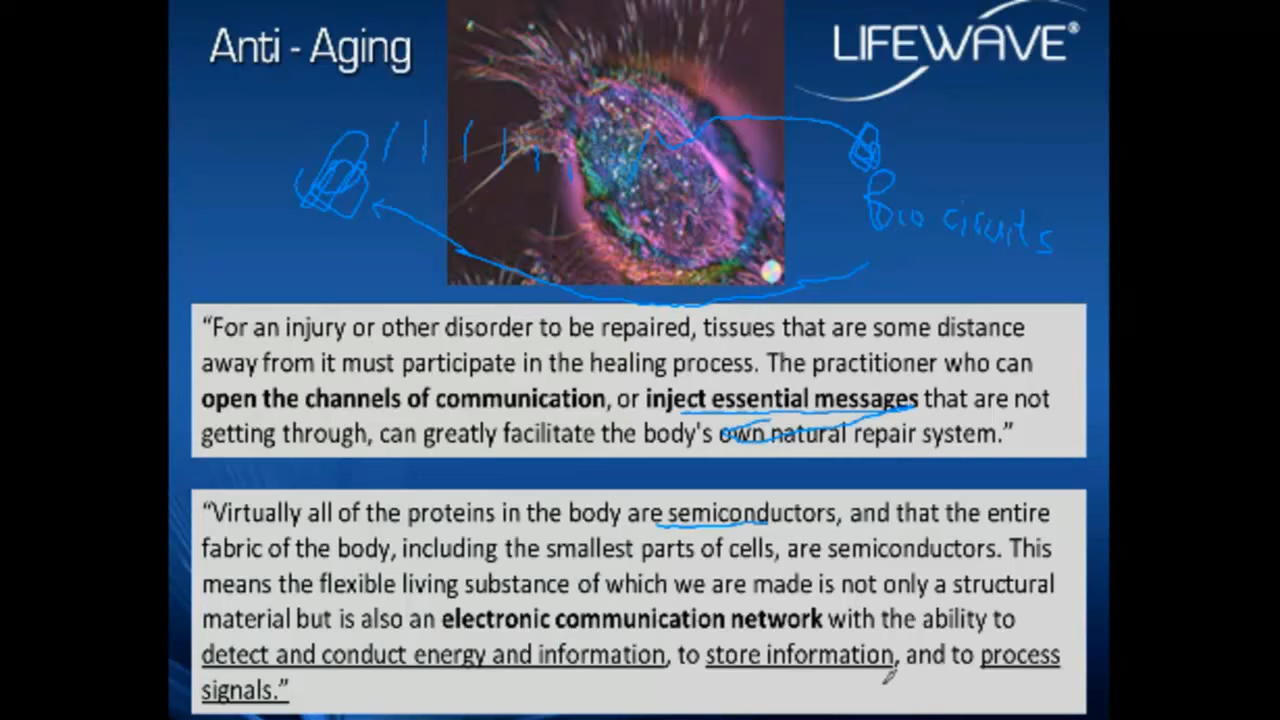 Anti - Aging
LIFEWAVE®
Bio circuits
“For an injury or other disorder to be repaired, tissues that are some distance
away from it must participate in the healing process. The practitioner who can
open the channels of communication, or inject essential messages that are not
getting through, can greatly facilitate the body's own natural repair system.”
“Virtually all of the proteins in the body are semiconductors, and that the entire
fabric of the body, including the smallest parts of cells, are semiconductors. This
means the flexible living substance of which we are made is not only a structural
material but is also an electronic communication network with the ability to
detect and conduct energy and information, to store information, and to process
signals.”